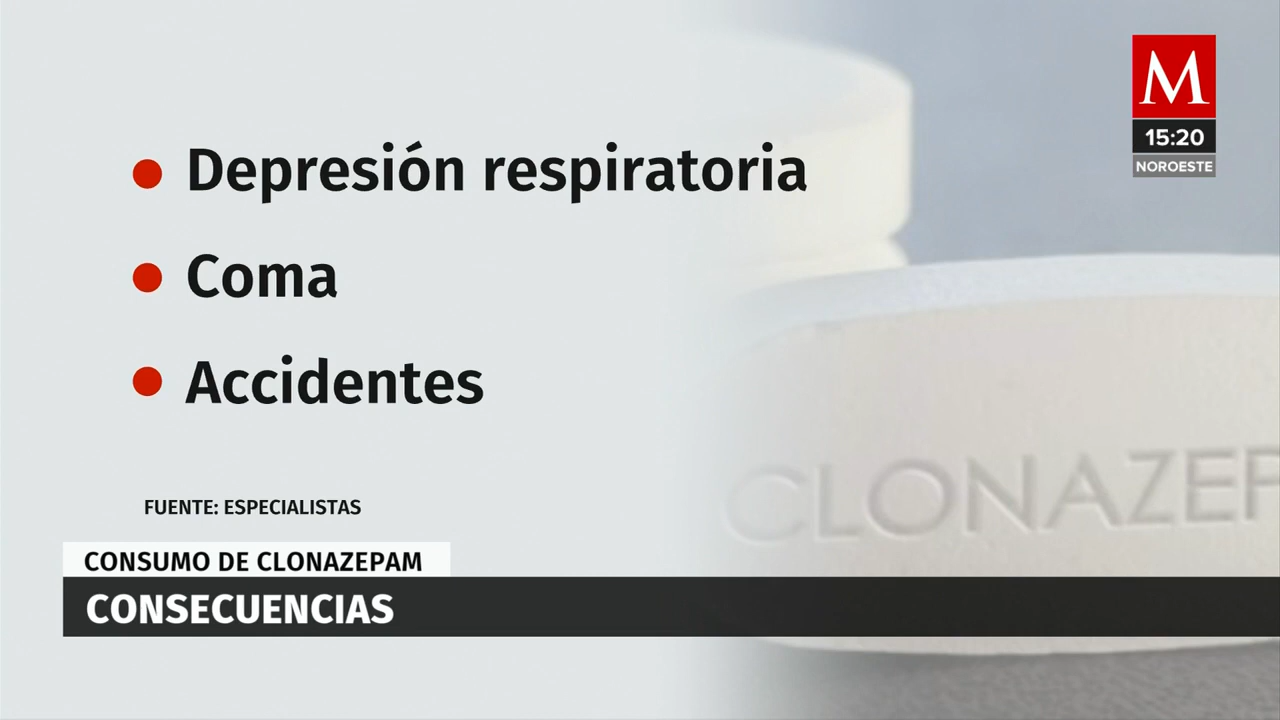 M
15:20
NOROESTE
Depresión respiratoria
Coma
Accidentes
FUENTE: ESPECIALISTAS
CONSUMO DE CLONAZEPAM
CONSECUENCIAS
CLONAZEP